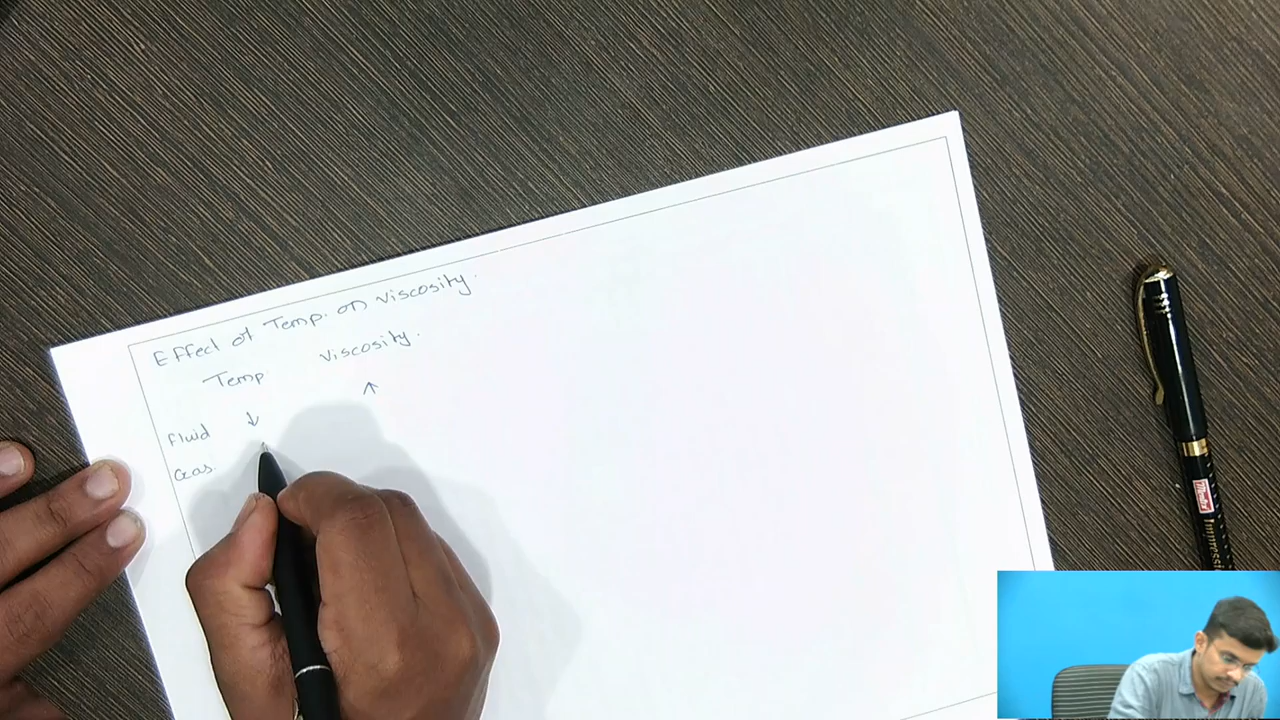 Effect of Temp. on viscosity.
Temp viscosity.
↑
Fluid ↓
Gas.